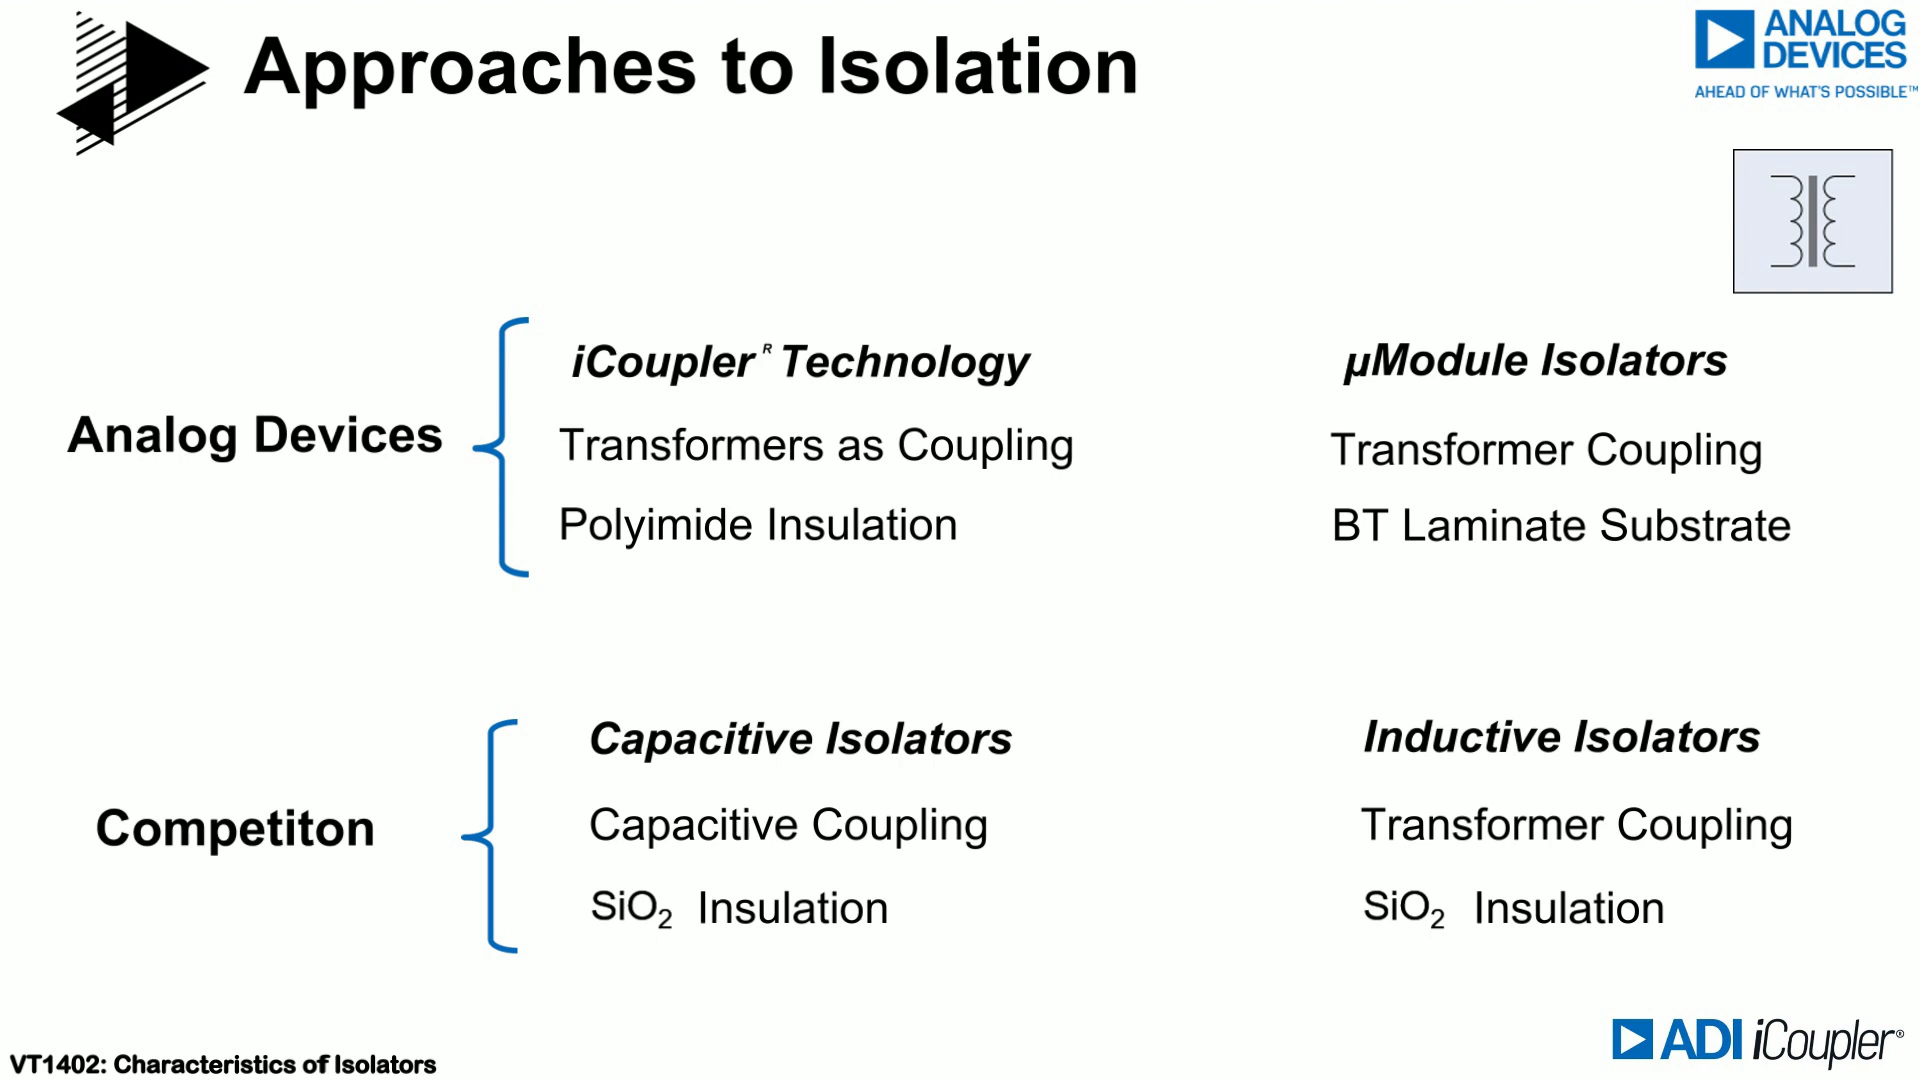 Approaches to Isolation
ANALOG
DEVICES
AHEAD OF WHAT'S POSSIBLE™
Analog Devices
iCoupler R Technology
Transformers as Coupling
Polyimide Insulation
µModule Isolators
Transformer Coupling
BT Laminate Substrate
Competiton
Capacitive Isolators
Capacitive Coupling
SiO₂ Insulation
Inductive Isolators
Transformer Coupling
SiO₂ Insulation
VT1402: Characteristics of Isolators
ADI iCoupler®